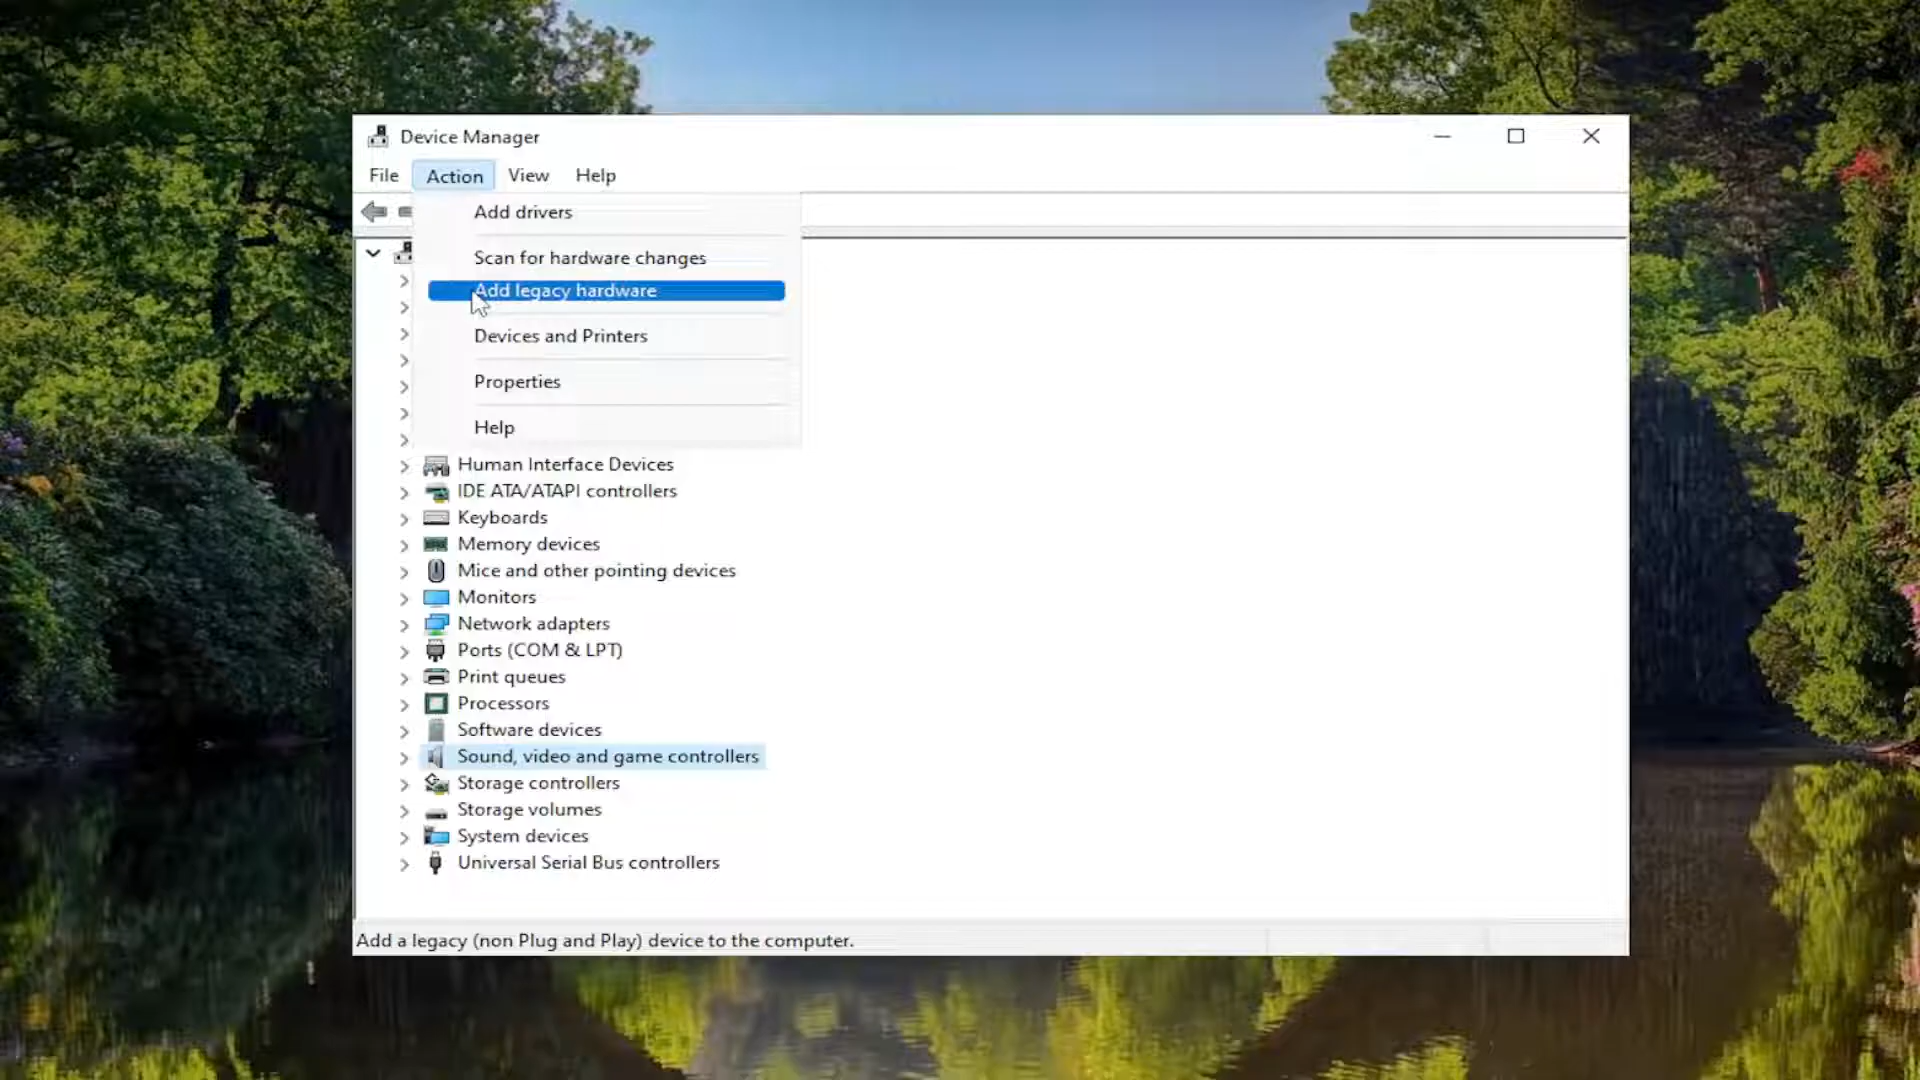 Device Manager
File Action View Help
Add drivers
Scan for hardware changes
Add legacy hardware
Devices and Printers
Properties
Help
Human Interface Devices
IDE ATA/ATAPI controllers
Keyboards
Memory devices
Mice and other pointing devices
Monitors
Network adapters
Ports (COM & LPT)
Print queues
Processors
Software devices
Sound, video and game controllers
Storage controllers
Storage volumes
System devices
Universal Serial Bus controllers
Add a legacy (non Plug and Play) device to the computer.